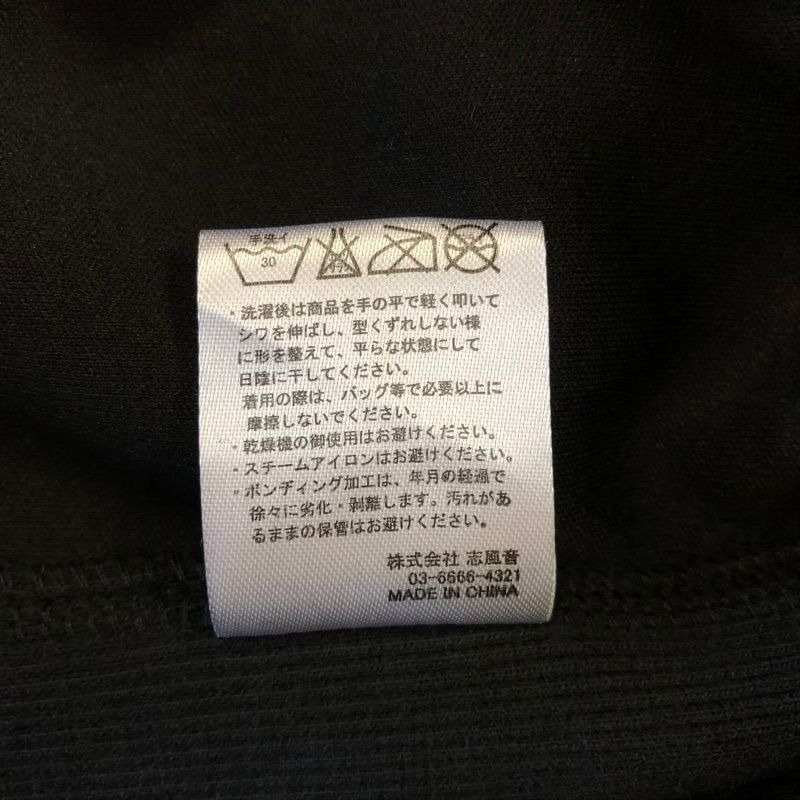 手洗イ
30
・洗濯後は商品を手の平で軽く叩いて
シワを伸ばし、型くずれしない様
に形を整えて、平らな状態にして
日陰に干してください。
着用の際は、バッグ等で必要以上に
摩擦しないでください。
・乾燥機の御使用はお避けください。
・スチームアイロンはお避けください。
・ボンディング加工は、年月の経過で
徐々に劣化・剥離します。汚れがあ
るままの保管はお避けください。
株式会社 志風音
03-6666-4321
MADE IN CHINA